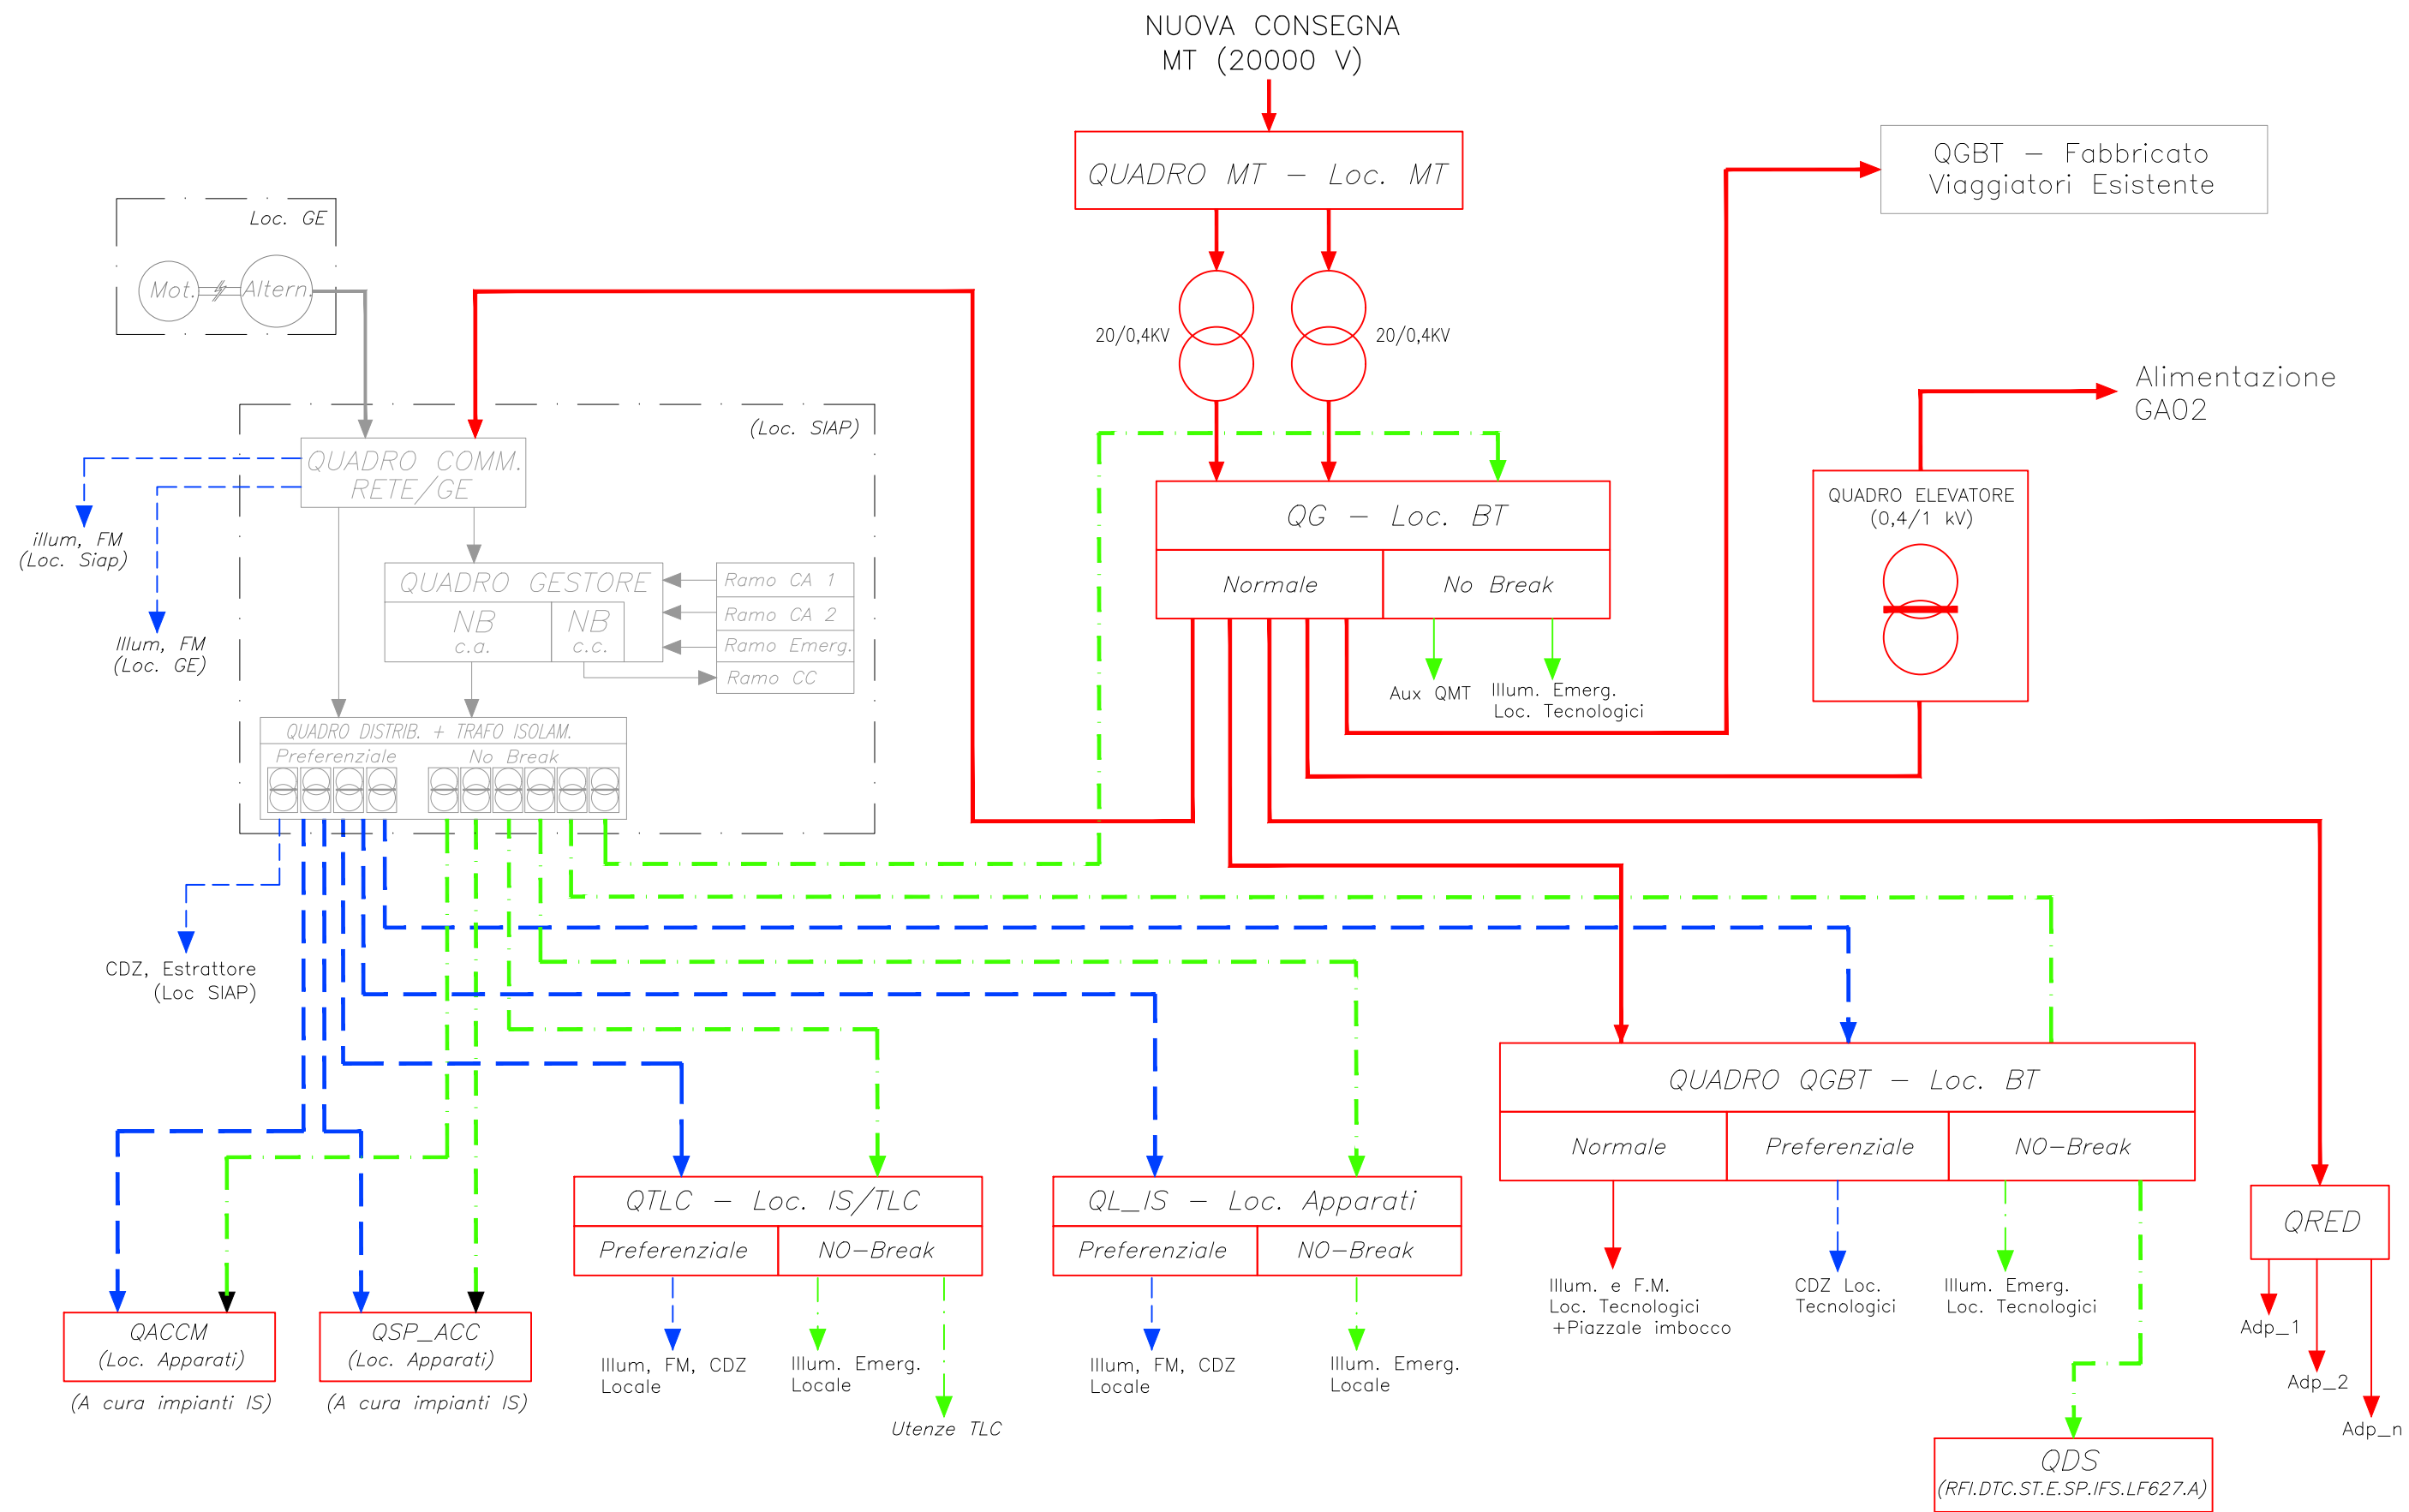 NUOVA CONSEGNA
MT (20000 V)
QUADRO MT - Loc. MT
QGBT - Fabbricato
Viaggiatori Esistente
Loc. GE
Mot.
Altern.
20/0,4KV
20/0,4KV
Alimentazione
GA02
(Loc. SIAP)
QUADRO COMM.
RETE/GE
QUADRO ELEVATORE
(0,4/1 kV)
QG - Loc. BT
Normale
No Break
illum, FM
(Loc. Siap)
Illum, FM
(Loc. GE)
QUADRO GESTORE
NB
c.a.
NB
c.c.
Ramo CA 1
Ramo CA 2
Ramo Emerg.
Ramo CC
Aux QMT
Illum. Emerg.
Loc. Tecnologici
QUADRO DISTRIB. + TRAFO ISOLAM.
Preferenziale
No Break
CDZ, Estrattore
(Loc SIAP)
QUADRO QGBT - Loc. BT
Normale
Preferenziale
NO-Break
QTLC - Loc. IS/TLC
Preferenziale
NO-Break
QL_IS - Loc. Apparati
Preferenziale
NO-Break
QRED
Illum. e F.M.
Loc. Tecnologici
+Piazzale imbocco
CDZ Loc.
Tecnologici
Illum. Emerg.
Loc. Tecnologici
Adp_1
Adp_2
Adp_n
QACCM
(Loc. Apparati)
(A cura impianti IS)
QSP_ACC
(Loc. Apparati)
(A cura impianti IS)
Illum, FM, CDZ
Locale
Illum. Emerg.
Locale
Utenze TLC
Illum, FM, CDZ
Locale
Illum. Emerg.
Locale
QDS
(RFI.DTC.ST.E.SP.IFS.LF627.A)